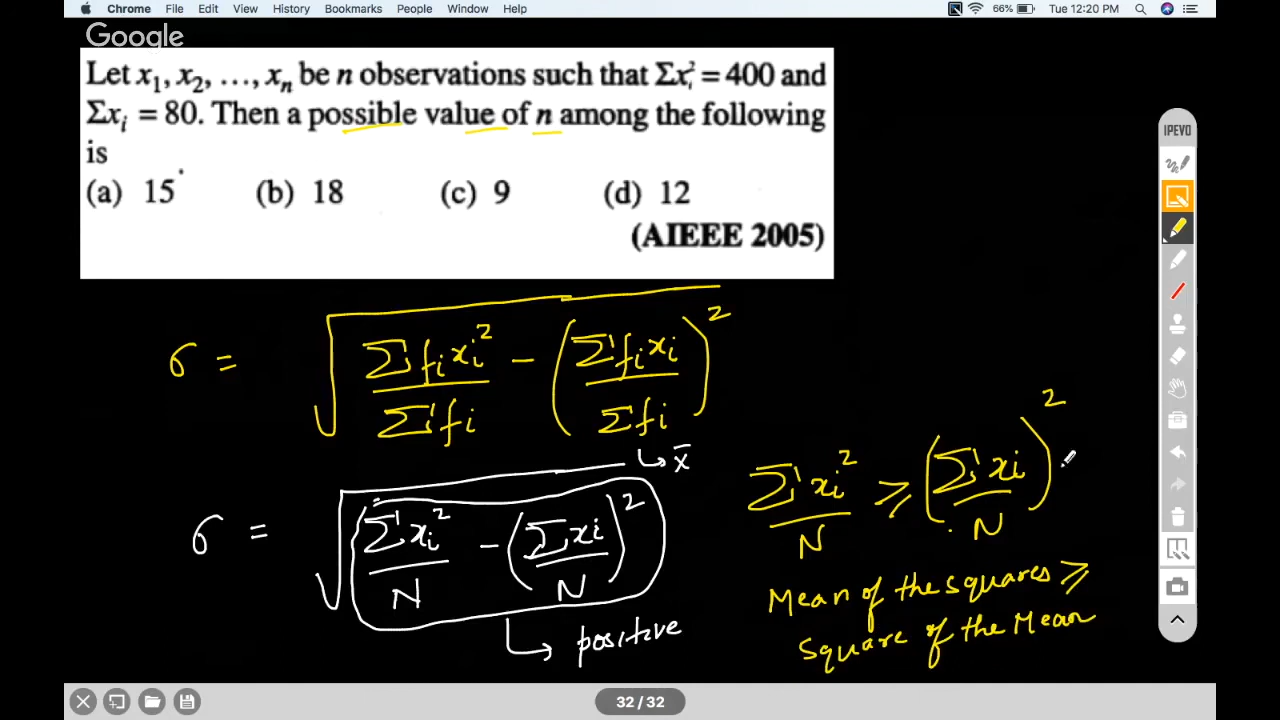 Chrome File Edit View History Bookmarks People Window Help 66% Tue 12:20 PM
Google
Let x₁, x₂, ..., xₙ be n observations such that Σxᵢ² = 400 and
Σxᵢ = 80. Then a possible value of n among the following
is
(a) 15 (b) 18 (c) 9 (d) 12
(AIEEE 2005)
σ = √(Σfᵢxᵢ²/Σfᵢ − (Σfᵢxᵢ/Σfᵢ)²)
↳ x̄
σ = √(Σxᵢ²/N − (Σxᵢ/N)²)
↳ positive
Σxᵢ²/N ≥ (Σxᵢ/N)²
Mean of the squares ≥
Square of the Mean
IPEVO
32 / 32